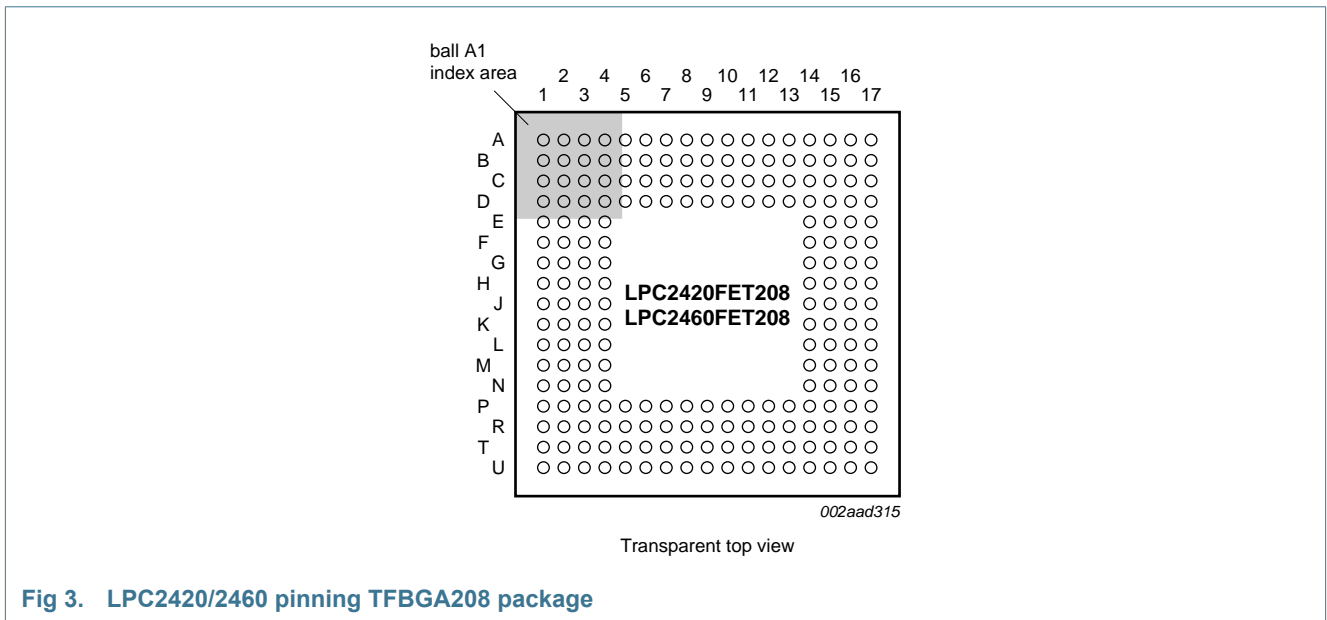 ball A1
index area
2 4 6 8 10 12 14 16
1 3 5 7 9 11 13 15 17
A
B
C
D
E
F
G
H
J
K
L
M
N
P
R
T
U
LPC2420FET208
LPC2460FET208
002aad315
Transparent top view
Fig 3. LPC2420/2460 pinning TFBGA208 package